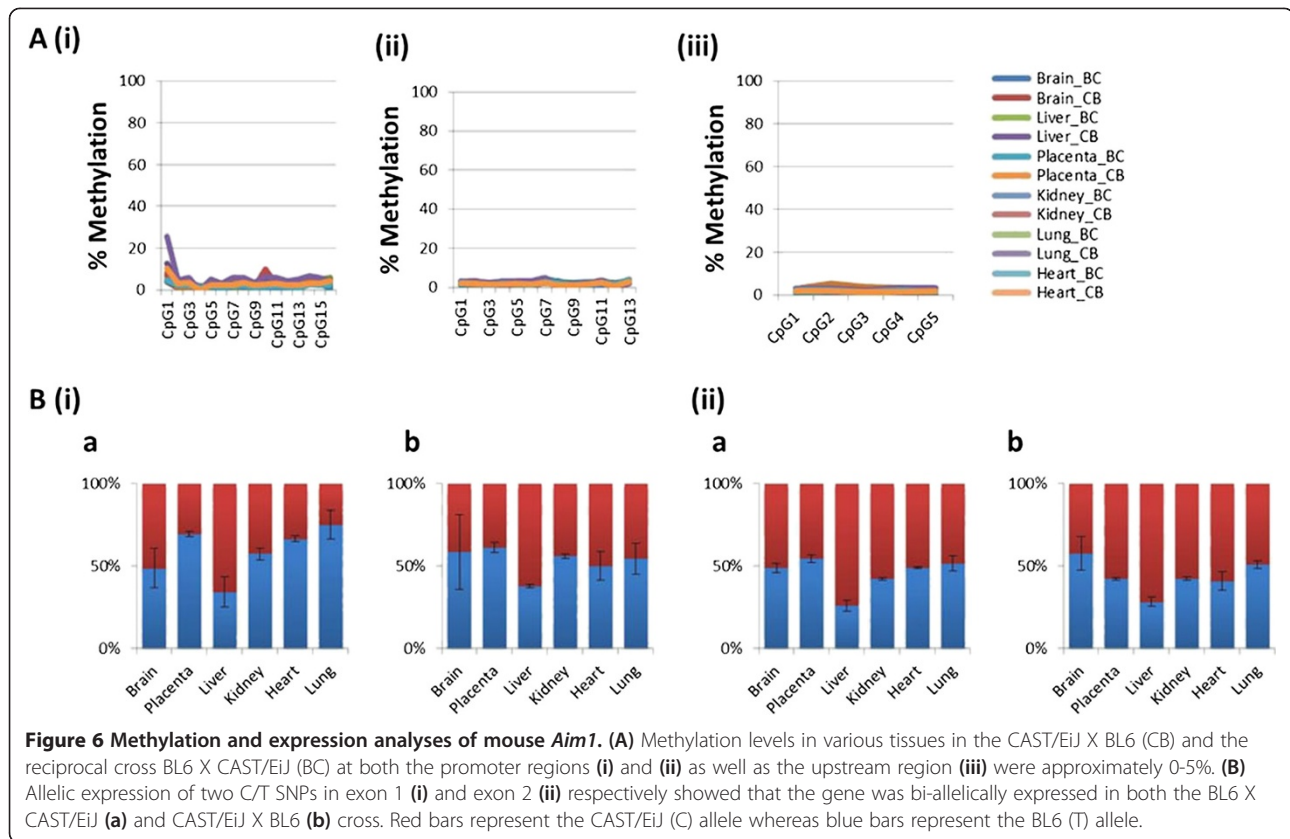 A (i)
(ii)
(iii)
% Methylation
100
80
60
40
20
0
CpG1
CpG3
CpG5
CpG7
CpG9
CpG11
CpG13
CpG15
% Methylation
100
80
60
40
20
0
CpG1
CpG3
CpG5
CpG7
CpG9
CpG11
CpG13
% Methylation
100
80
60
40
20
0
CpG1
CpG2
CpG3
CpG4
CpG5
Brain_BC
Brain_CB
Liver_BC
Liver_CB
Placenta_BC
Placenta_CB
Kidney_BC
Kidney_CB
Lung_BC
Lung_CB
Heart_BC
Heart_CB
B (i)
(ii)
a
b
a
b
100%
50%
0%
Brain
Placenta
Liver
Kidney
Heart
Lung
100%
50%
0%
Brain
Placenta
Liver
Kidney
Heart
Lung
100%
50%
0%
Brain
Placenta
Liver
Kidney
Heart
Lung
100%
50%
0%
Brain
Placenta
Liver
Kidney
Heart
Lung
Figure 6 Methylation and expression analyses of mouse Aim1. (A) Methylation levels in various tissues in the CAST/EiJ X BL6 (CB) and the
reciprocal cross BL6 X CAST/EiJ (BC) at both the promoter regions (i) and (ii) as well as the upstream region (iii) were approximately 0-5%. (B)
Allelic expression of two C/T SNPs in exon 1 (i) and exon 2 (ii) respectively showed that the gene was bi-allelically expressed in both the BL6 X
CAST/EiJ (a) and CAST/EiJ X BL6 (b) cross. Red bars represent the CAST/EiJ (C) allele whereas blue bars represent the BL6 (T) allele.